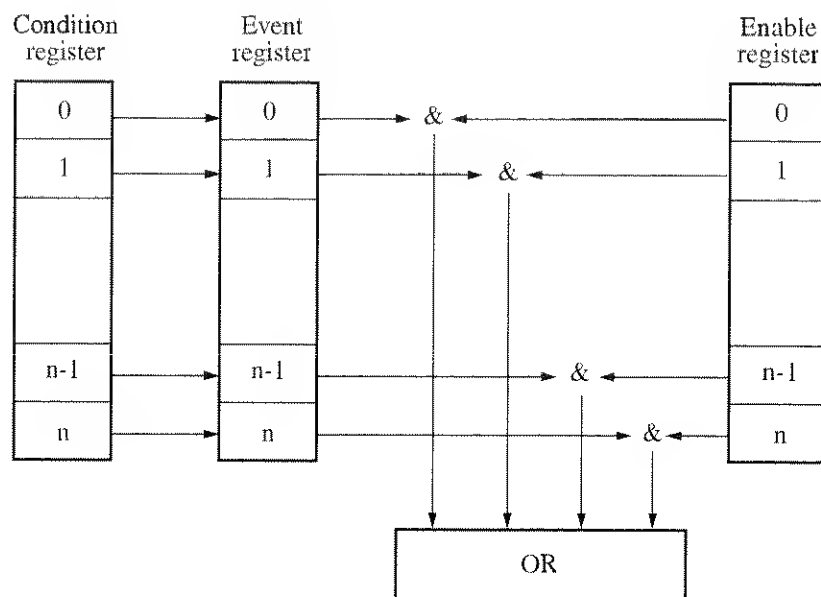 Condition
register
Event
register
Enable
register
0
0
&
0
1
1
&
1
n-1
n-1
&
n-1
n
n
&
n
OR